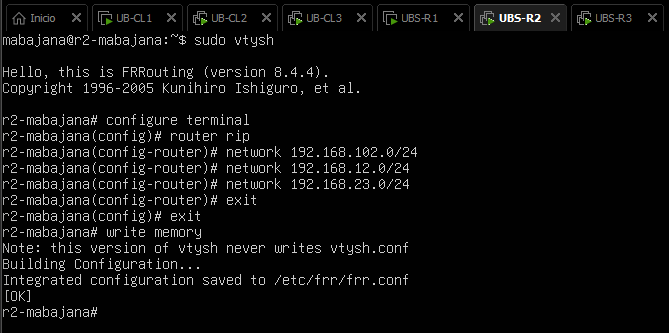 Inicio UB-CL1 UB-CL2 UB-CL3 UBS-R1 UBS-R2 UBS-R3
mabajana@r2-mabajana:~$ sudo vtysh
Hello, this is FRRouting (version 8.4.4).
Copyright 1996-2005 Kunihiro Ishiguro, et al.
r2-mabajana# configure terminal
r2-mabajana(config)# router rip
r2-mabajana(config-router)# network 192.168.102.0/24
r2-mabajana(config-router)# network 192.168.12.0/24
r2-mabajana(config-router)# network 192.168.23.0/24
r2-mabajana(config-router)# exit
r2-mabajana(config)# exit
r2-mabajana# write memory
Note: this version of vtysh never writes vtysh.conf
Building Configuration...
Integrated configuration saved to /etc/frr/frr.conf
[OK]
r2-mabajana#